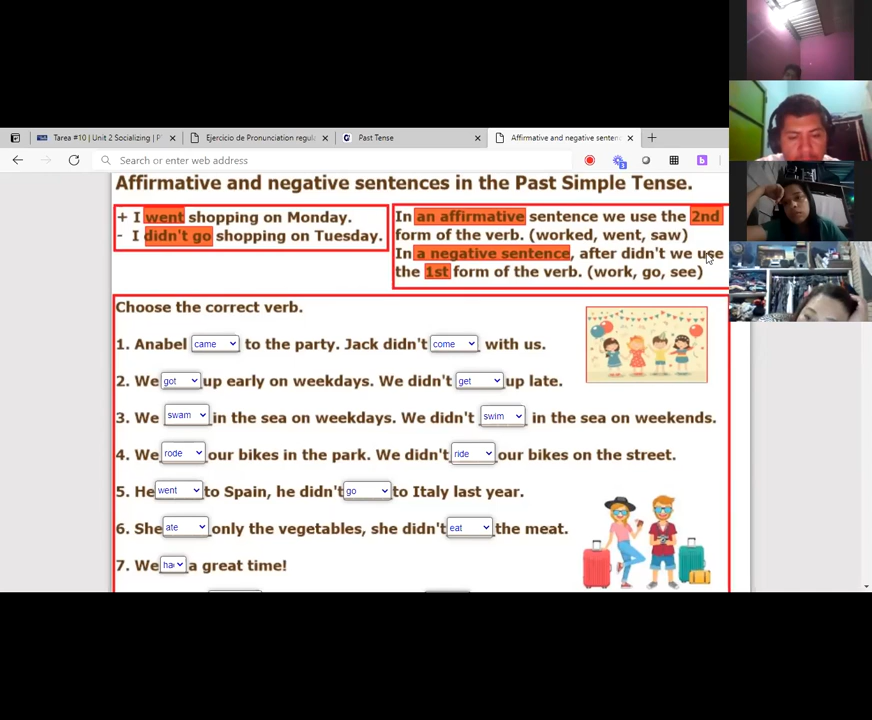 Tarea #10 | Unit 2 Socializing | P
Ejercicio de Pronunciation regula
Past Tense
Affirmative and negative senten
Search or enter web address
3
b
Affirmative and negative sentences in the Past Simple Tense.
+ I went shopping on Monday.
- I didn't go shopping on Tuesday.
In an affirmative sentence we use the 2nd
form of the verb. (worked, went, saw)
In a negative sentence, after didn't we use
the 1st form of the verb. (work, go, see)
Choose the correct verb.
1. Anabel came to the party. Jack didn't come with us.
2. We got up early on weekdays. We didn't get up late.
3. We swam in the sea on weekdays. We didn't swim in the sea on weekends.
4. We rode our bikes in the park. We didn't ride our bikes on the street.
5. He went to Spain, he didn't go to Italy last year.
6. She ate only the vegetables, she didn't eat the meat.
7. We ha a great time!